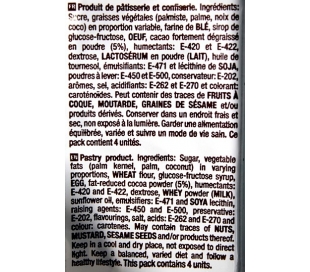 FR Produit de pâtisserie et confiserie. Ingrédients:
Sucre, graisses végétales (palmiste, palme, noix de
coco) en proportion variable, farine de BLÉ, sirop de
glucose-fructose, OEUF, cacao fortement dégraissé
en poudre (5%), humectants: E-420 et E-422,
dextrose, LACTOSÉRUM en poudre (LAIT), huile de
tournesol, émulsifiants: E-471 et lécithine de SOJA,
poudres à lever: E-450 et E-500, conservateur: E-202,
arômes, sel, acidifiants: E-262 et E-270 et colorant:
caroténoïdes. Peut contenir des traces de FRUITS À
COQUE, MOUTARDE, GRAINES DE SÉSAME et/ou
produits dérivés. Conserver dans un endroit frais et
sec, non exposé à la lumière. Garder une alimentation
équilibrée, variée et suivre un mode de vie sain. Ce
pack contient 4 unités.
EN Pastry product. Ingredients: Sugar, vegetable
fats (palm kernel, palm, coconut) in varying
proportions, WHEAT flour, glucose-fructose syrup,
EGG, fat-reduced cocoa powder (5%), humectants:
E-420 and E-422, dextrose, WHEY powder (MILK),
sunflower oil, emulsifiers: E-471 and SOYA lecithin,
raising agents: E-450 and E-500, preservative:
E-202, flavourings, salt, acids: E-262 and E-270 and
colour: carotenes. May contain traces of NUTS,
MUSTARD, SESAME SEEDS and/or products thereof.
Keep in a cool and dry place, not exposed to direct
light. Keep a balanced, varied diet and follow a
healthy lifestyle. This pack contains 4 units.